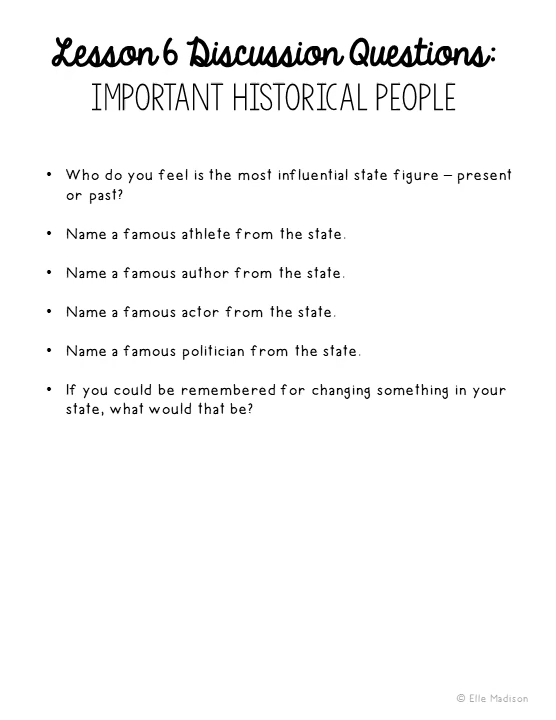 Lesson 6 Discussion Questions:
IMPORTANT HISTORICAL PEOPLE
• Who do you feel is the most influential state figure – present
or past?
• Name a famous athlete from the state.
• Name a famous author from the state.
• Name a famous actor from the state.
• Name a famous politician from the state.
• If you could be remembered for changing something in your
state, what would that be?
© Elle Madison